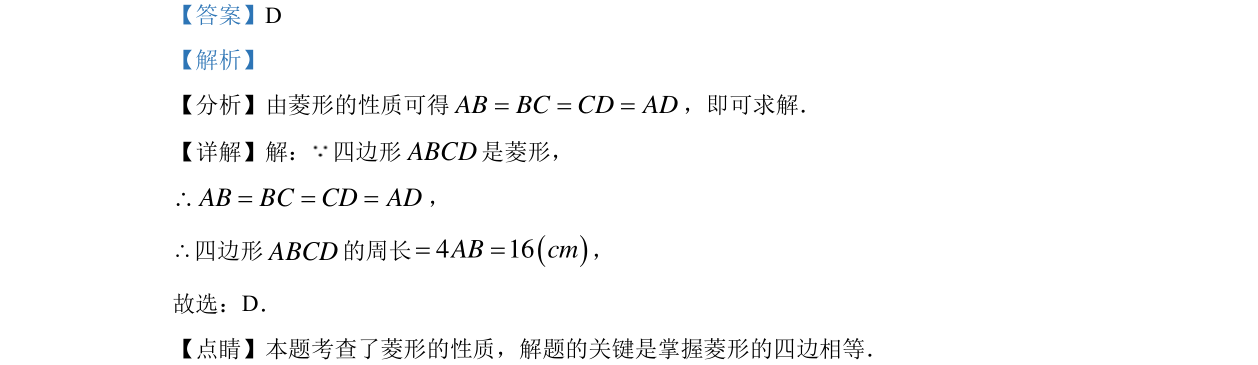 【答案】D
【解析】
【分析】由菱形的性质可得 AB = BC = CD = AD，即可求解．
【详解】解：∵四边形 ABCD 是菱形，
∴ AB = BC = CD = AD，
∴四边形 ABCD 的周长 = 4AB = 16(cm)，
故选：D．
【点睛】本题考查了菱形的性质，解题的关键是掌握菱形的四边相等．